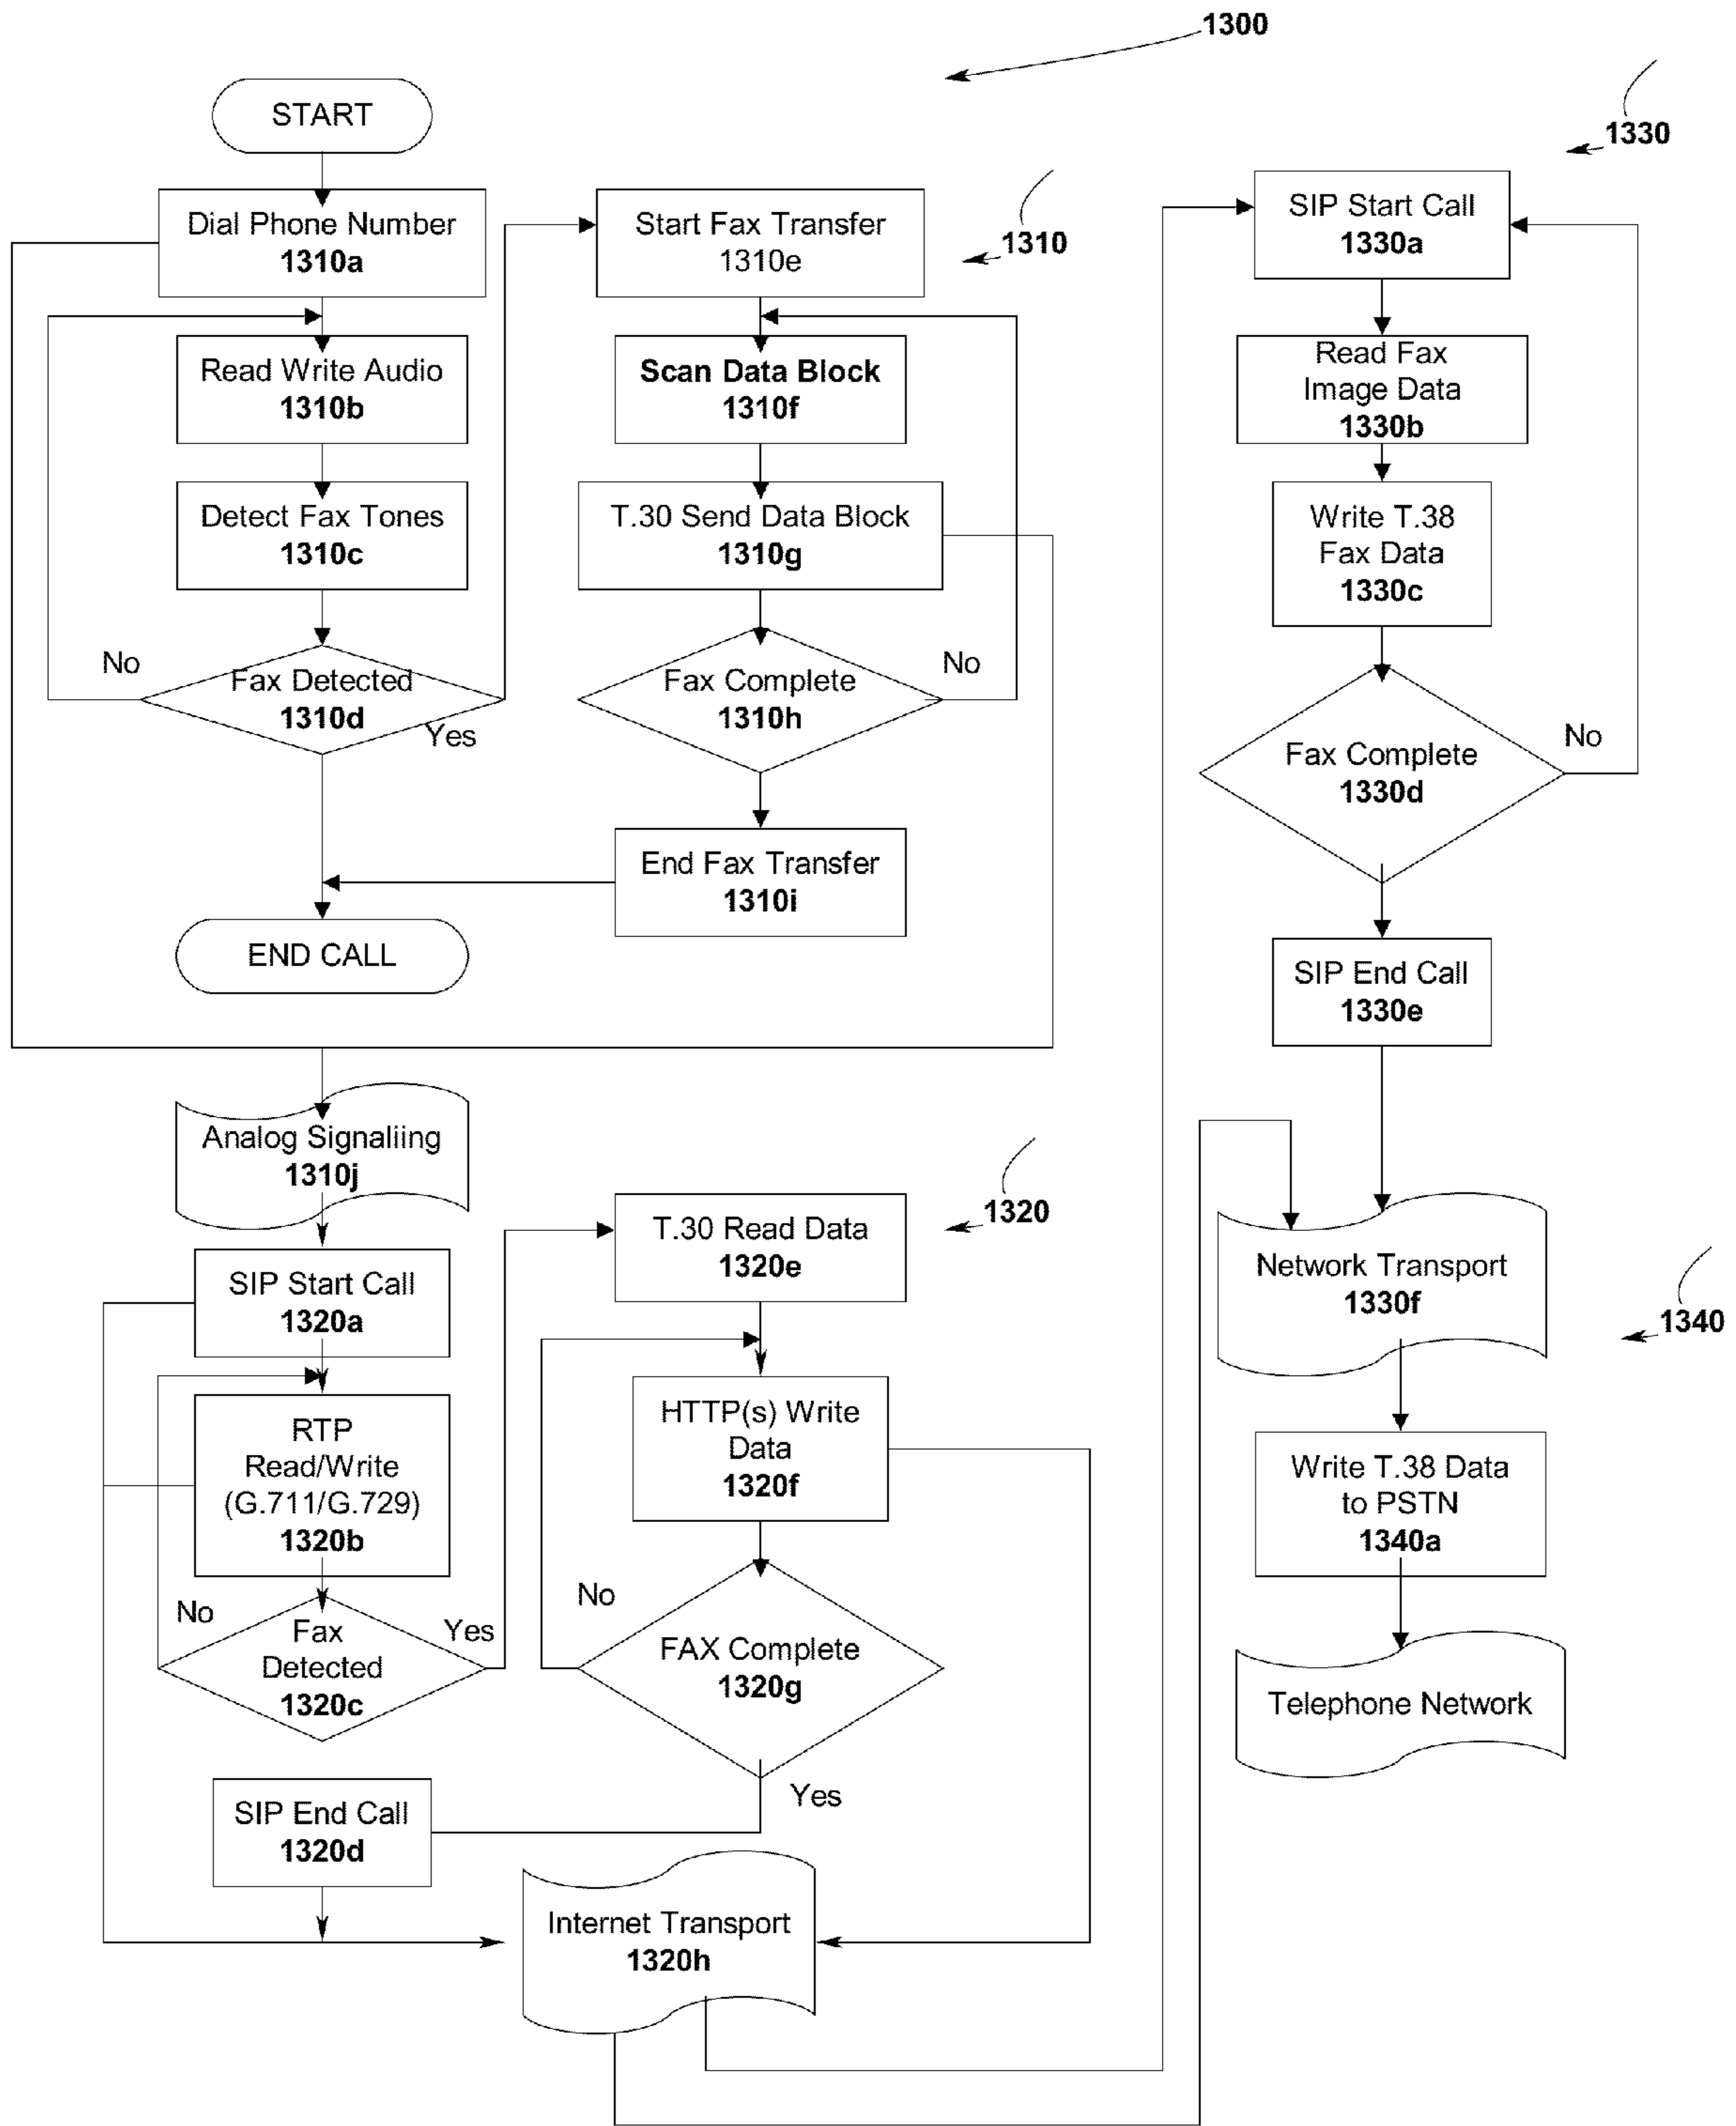 1300
START
Dial Phone Number
1310a
Read Write Audio
1310b
Detect Fax Tones
1310c
No
Fax Detected
1310d
Yes
END CALL
Start Fax Transfer
1310e
1310
Scan Data Block
1310f
T.30 Send Data Block
1310g
Fax Complete
1310h
No
End Fax Transfer
1310i
Analog Signaliing
1310j
SIP Start Call
1320a
RTP
Read/Write
(G.711/G.729)
1320b
No
Fax
Detected
1320c
Yes
SIP End Call
1320d
T.30 Read Data
1320e
1320
HTTP(s) Write
Data
1320f
No
FAX Complete
1320g
Yes
Internet Transport
1320h
1330
SIP Start Call
1330a
Read Fax
Image Data
1330b
Write T.38
Fax Data
1330c
Fax Complete
1330d
No
SIP End Call
1330e
Network Transport
1330f
1340
Write T.38 Data
to PSTN
1340a
Telephone Network